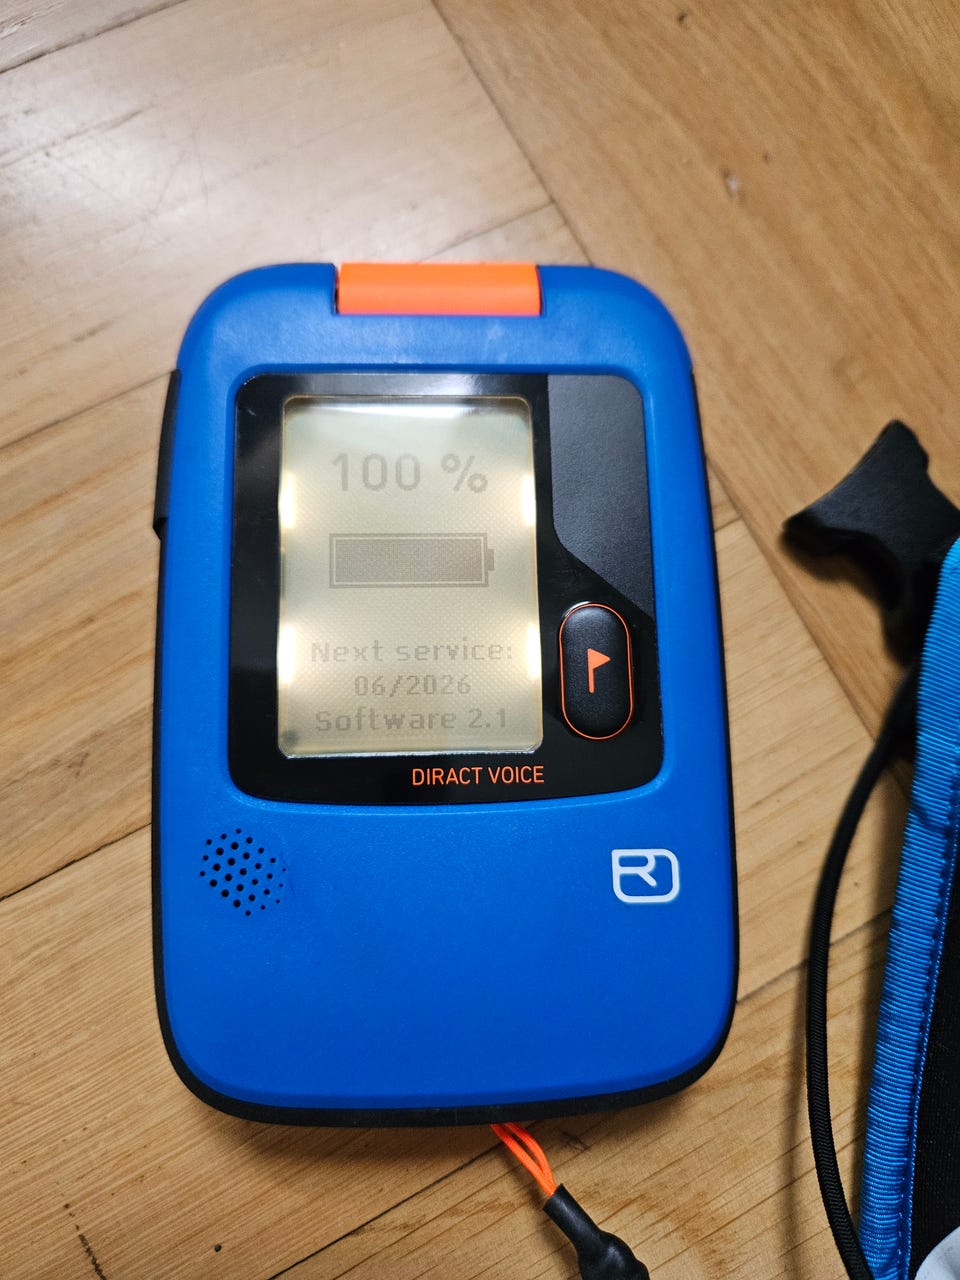 100 %
Next service:
06/2026
Software 2.1
DIRACT VOICE